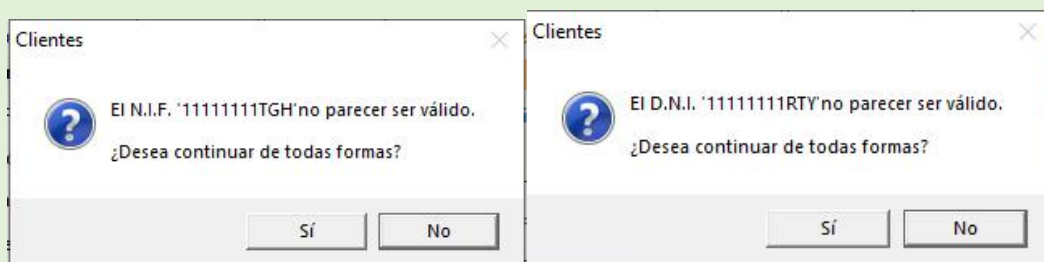 Clientes
El N.I.F. '11111111TGH'no parecer ser válido.
¿Desea continuar de todas formas?
Sí
No
Clientes
El D.N.I. '11111111RTY'no parecer ser válido.
¿Desea continuar de todas formas?
Sí
No